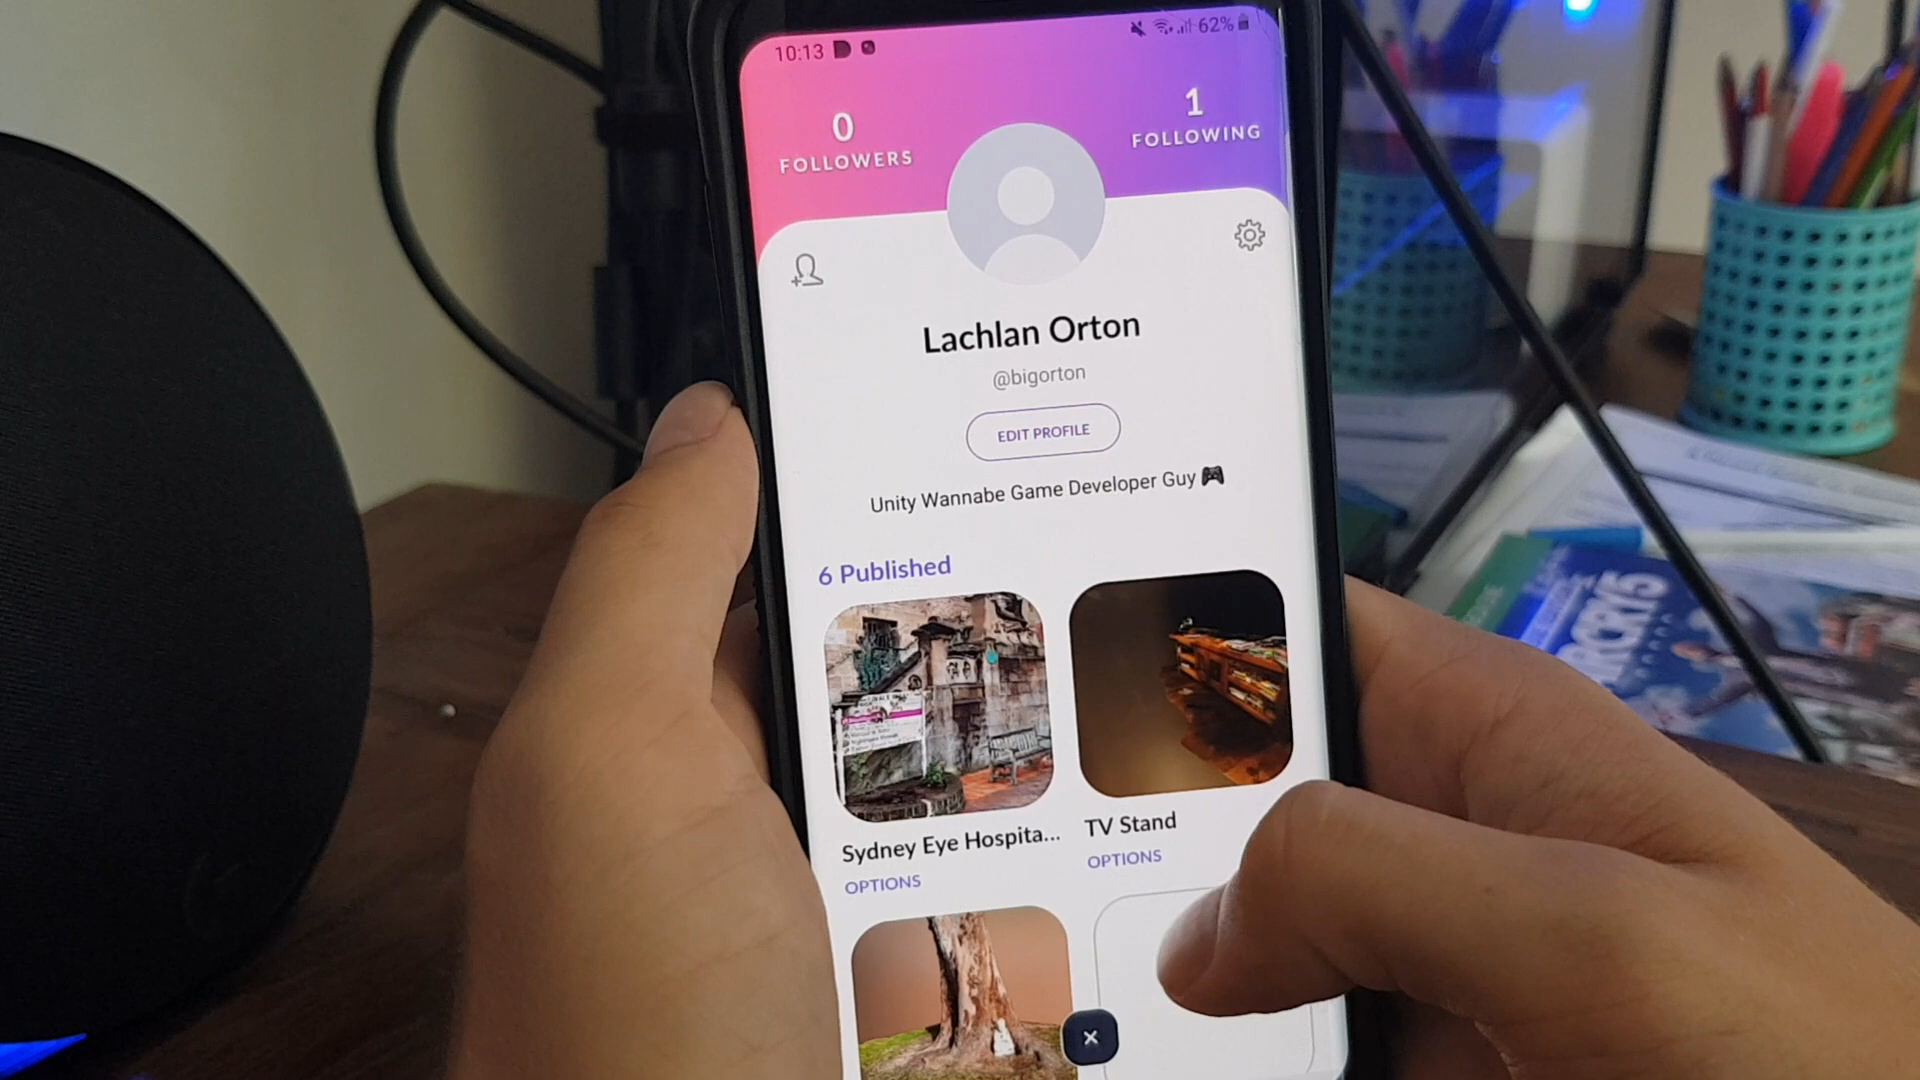 10:13
62%
0
FOLLOWERS
1
FOLLOWING
Lachlan Orton
@bigorton
EDIT PROFILE
Unity Wannabe Game Developer Guy 🎮
6 Published
Sydney Eye Hospita...
OPTIONS
TV Stand
OPTIONS